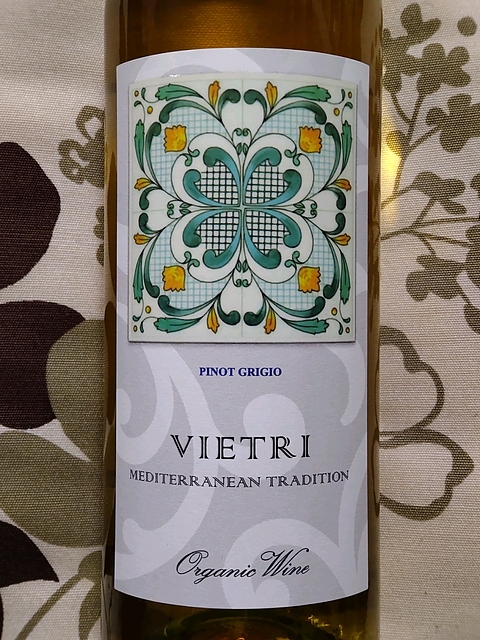 PINOT GRIGIO
VIETRI
MEDITERRANEAN TRADITION
Organic Wine